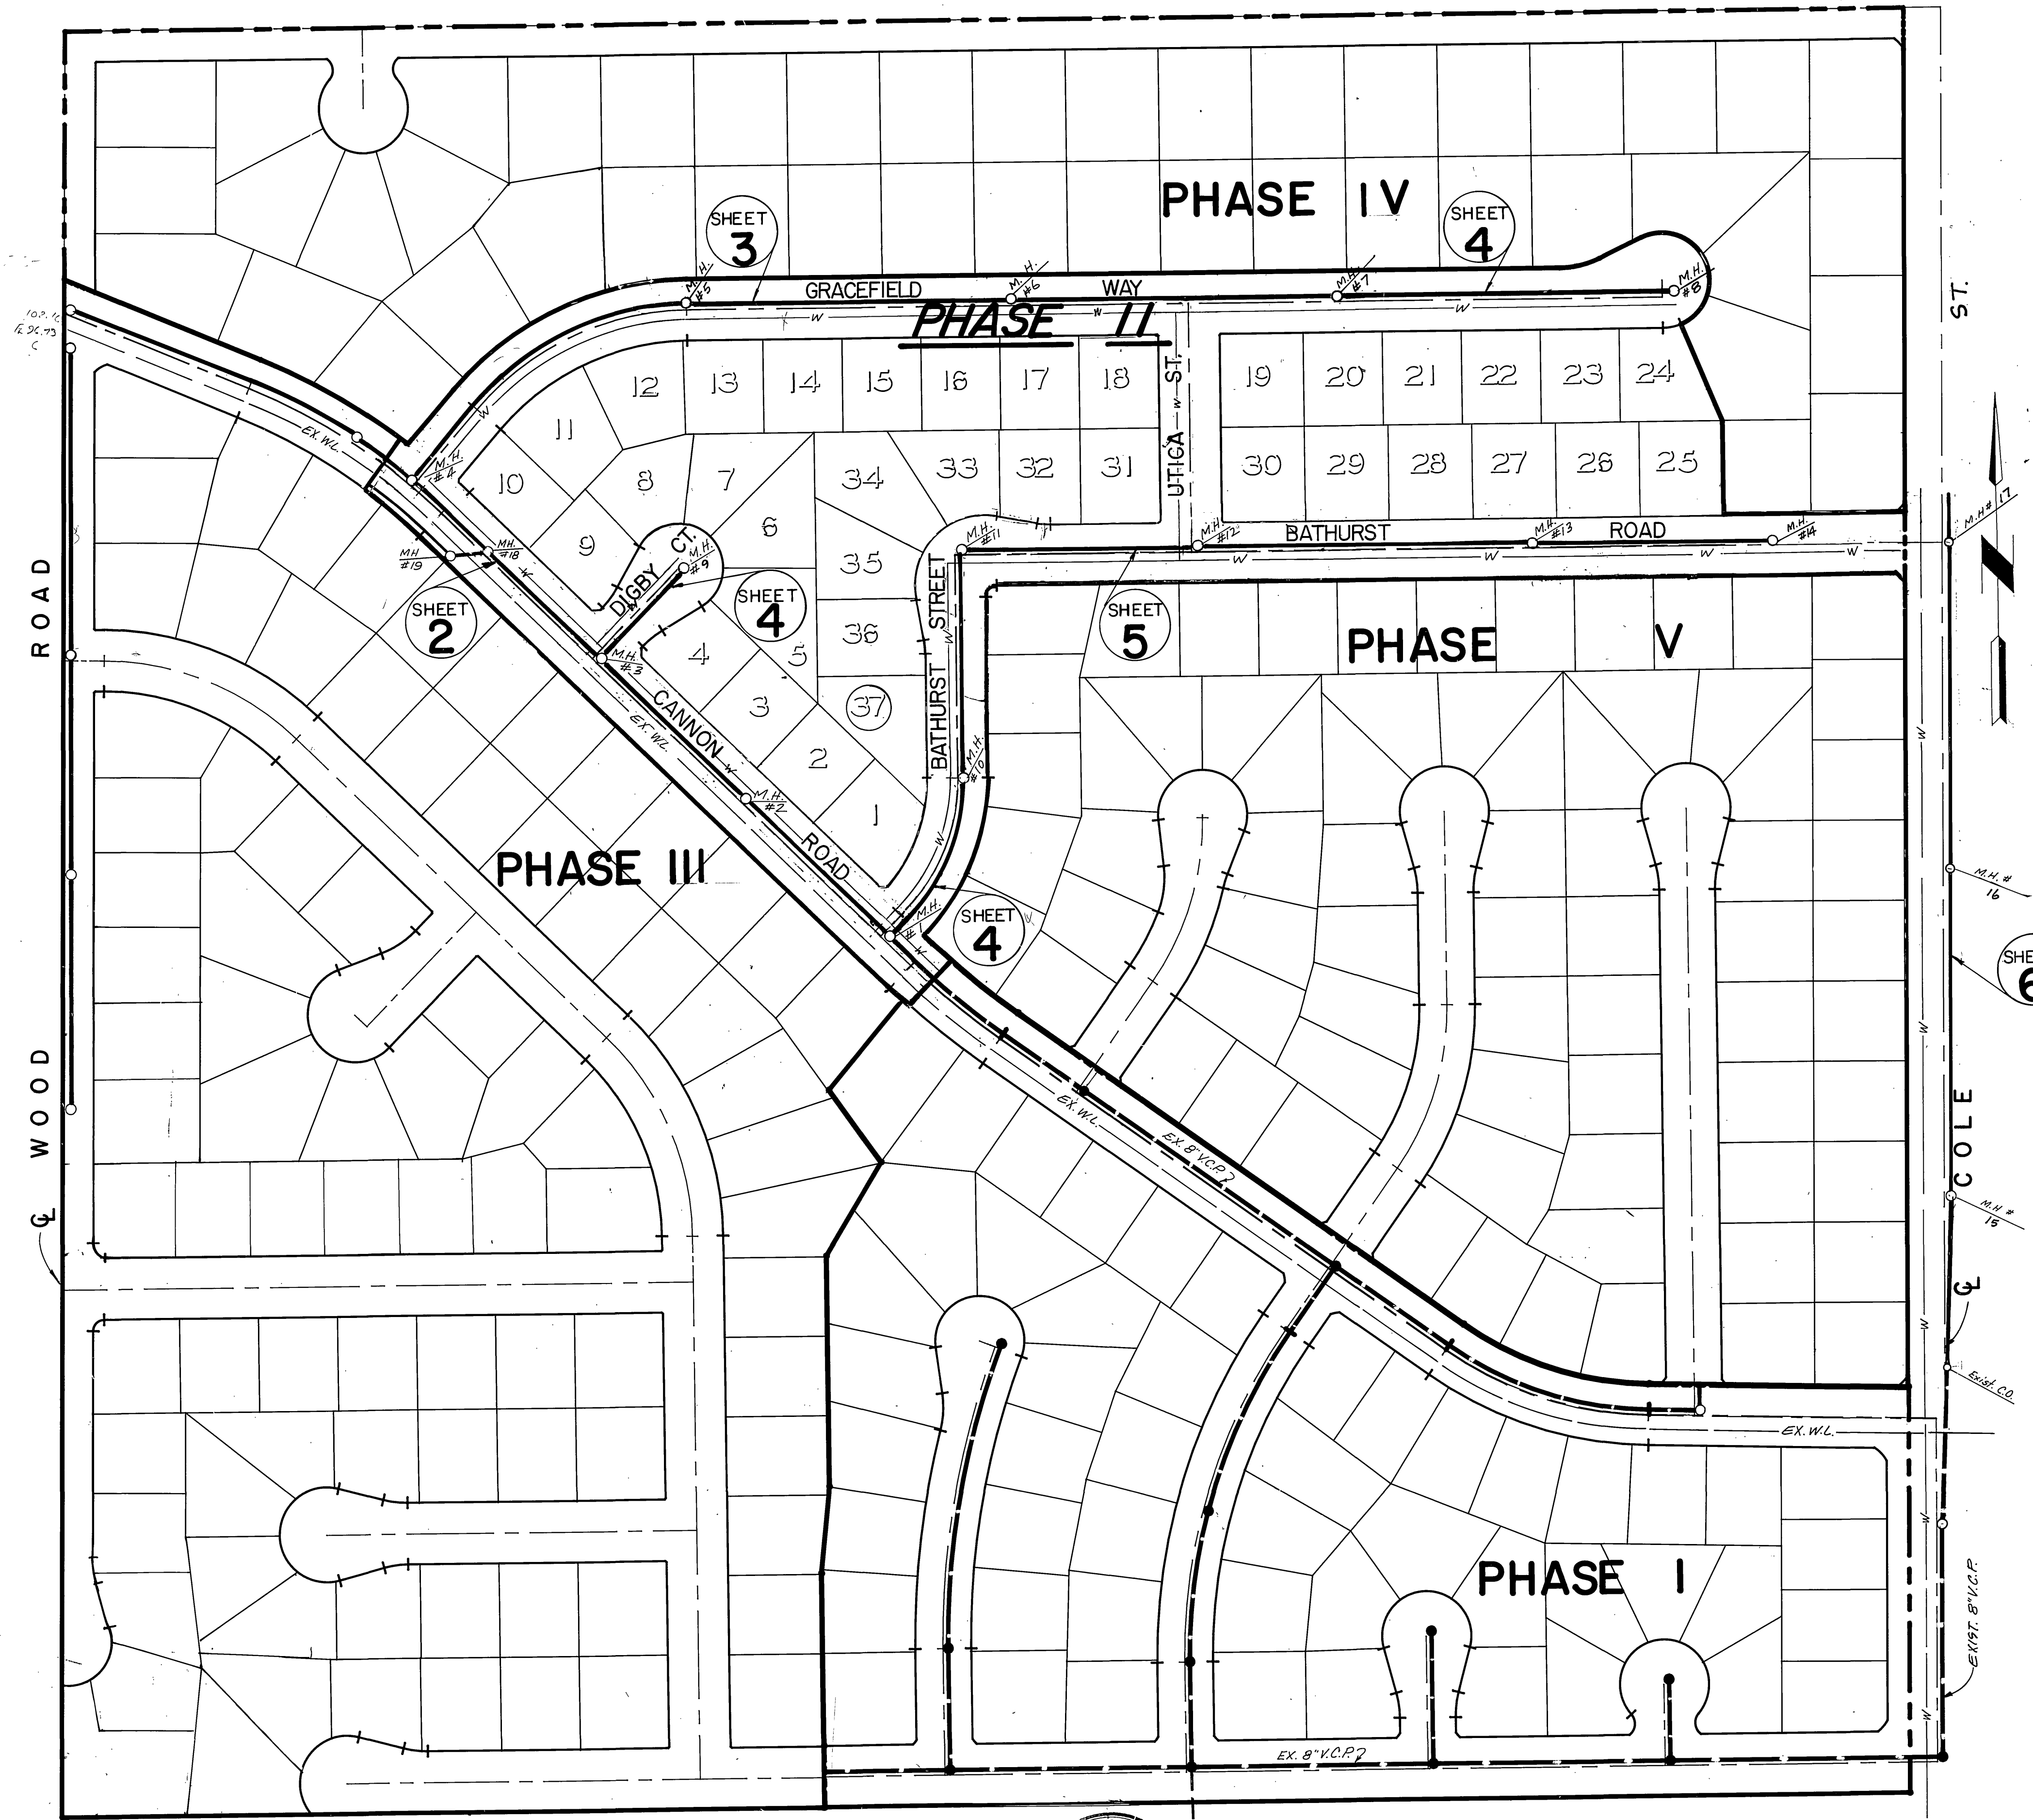 PHASE IV
SHEET
3
SHEET
4
M.H.
#5
M.H.
#6
M.H.
#7
M.H.
#8
GRACEFIELD WAY
W
W
W
PHASE II
ST.
EX. W.L.
W
M.H.
#4
12
13
14
15
16
17
18
UTICA W ST.
19
20
21
22
23
24
11
10
8
7
34
33
32
31
30
29
28
27
26
25
9
6
35
M.H.
#11
M.H.
#12
BATHURST ROAD
M.H.
#13
M.H.
#14
M.H.# 17
W
W
W
W
MH
#19
MH.
#18
W
DIGBY CT.
W
M.H.
#9
SHEET
2
SHEET
4
SHEET
5
BATHURST STREET
W
ROAD
M.H.
#3
4
5
36
PHASE V
3
37
CANNON W ROAD
EX. W.L.
2
M.H.
#10
W
M.H.
#2
1
W
PHASE III
M.H.
#1
W
SHEET
4
M.H. #
16
SHE
6
W
WOOD
EX. W.L.
EX. 8" V.C.P.
COLE
M.H #
15
W
W
℄
℄
Exist. C.O.
EX. W.L.
W
PHASE I
EXIST. 8" V.C.P.
W
EX. 8" V.C.P.